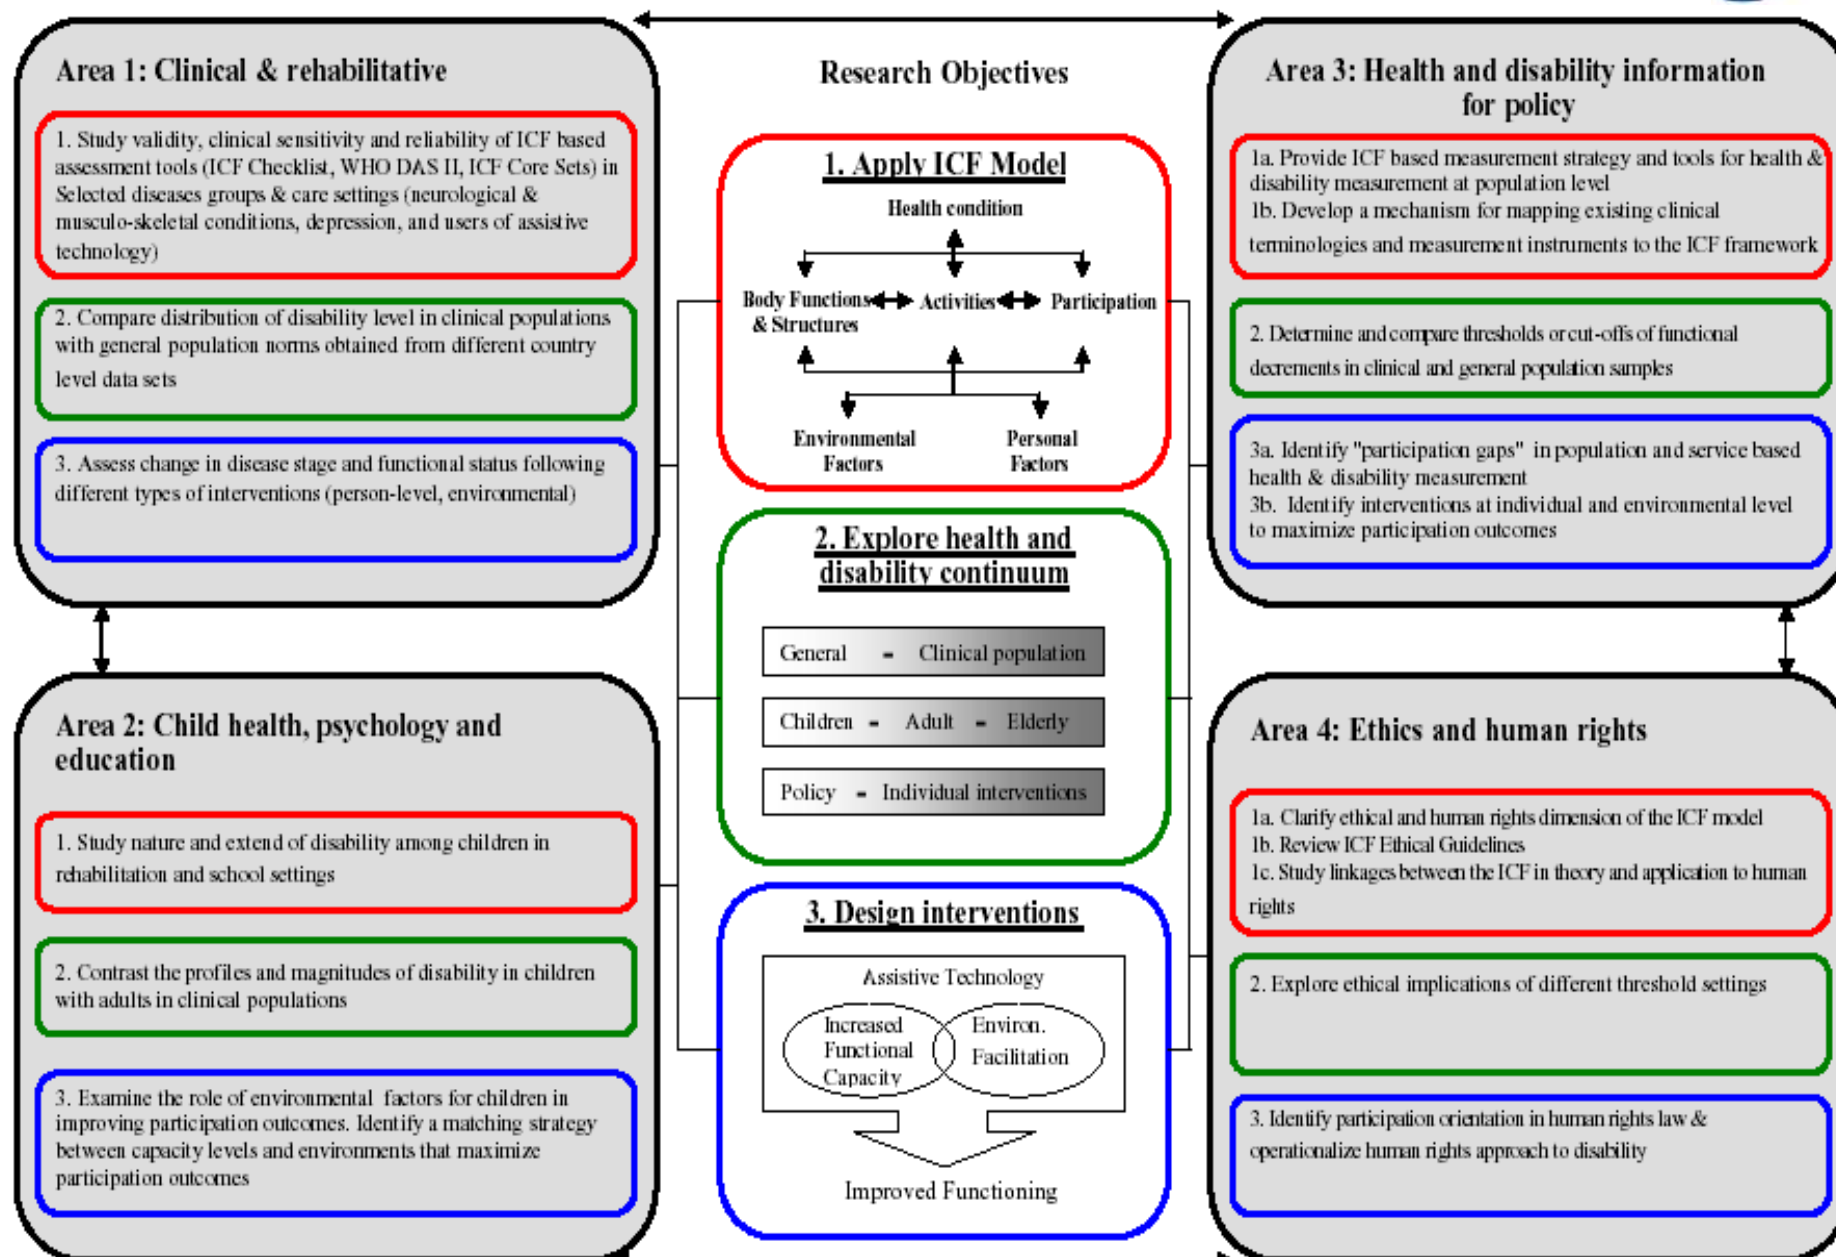 Area 1: Clinical & rehabilitative
1. Study validity, clinical sensitivity and reliability of ICF based
assessment tools (ICF Checklist, WHO DAS II, ICF Core Sets) in
Selected diseases groups & care settings (neurological &
musculo-skeletal conditions, depression, and users of assistive
technology)
2. Compare distribution of disability level in clinical populations
with general population norms obtained from different country
level data sets
3. Assess change in disease stage and functional status following
different types of interventions (person-level, environmental)
Area 2: Child health, psychology and
education
1. Study nature and extend of disability among children in
rehabilitation and school settings
2. Contrast the profiles and magnitudes of disability in children
with adults in clinical populations
3. Examine the role of environmental factors for children in
improving participation outcomes. Identify a matching strategy
between capacity levels and environments that maximize
participation outcomes
Research Objectives
1. Apply ICF Model
Health condition
Body Functions
& Structures
Activities
Participation
Environmental
Factors
Personal
Factors
2. Explore health and
disability continuum
General - Clinical population
Children - Adult - Elderly
Policy - Individual interventions
3. Design interventions
Assistive Technology
Increased
Functional
Capacity
Environ.
Facilitation
Improved Functioning
Area 3: Health and disability information
for policy
1a. Provide ICF based measurement strategy and tools for health &
disability measurement at population level
1b. Develop a mechanism for mapping existing clinical
terminologies and measurement instruments to the ICF framework
2. Determine and compare thresholds or cut-offs of functional
decrements in clinical and general population samples
3a. Identify "participation gaps" in population and service based
health & disability measurement
3b. Identify interventions at individual and environmental level
to maximize participation outcomes
Area 4: Ethics and human rights
1a. Clarify ethical and human rights dimension of the ICF model
1b. Review ICF Ethical Guidelines
1c. Study linkages between the ICF in theory and application to human
rights
2. Explore ethical implications of different threshold settings
3. Identify participation orientation in human rights law &
operationalize human rights approach to disability